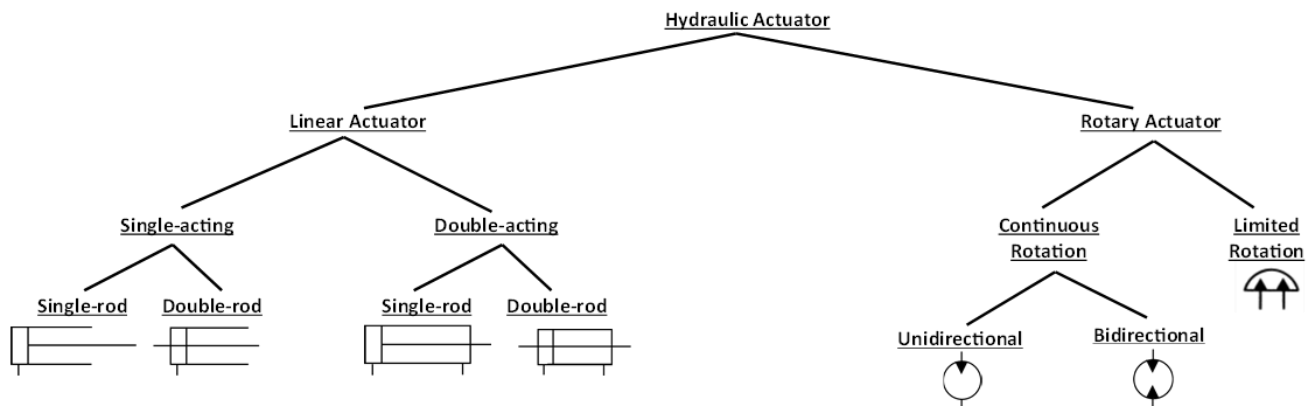 Hydraulic Actuator
Linear Actuator
Rotary Actuator
Single-acting
Double-acting
Continuous
Rotation
Limited
Rotation
Single-rod
Double-rod
Single-rod
Double-rod
Unidirectional
Bidirectional